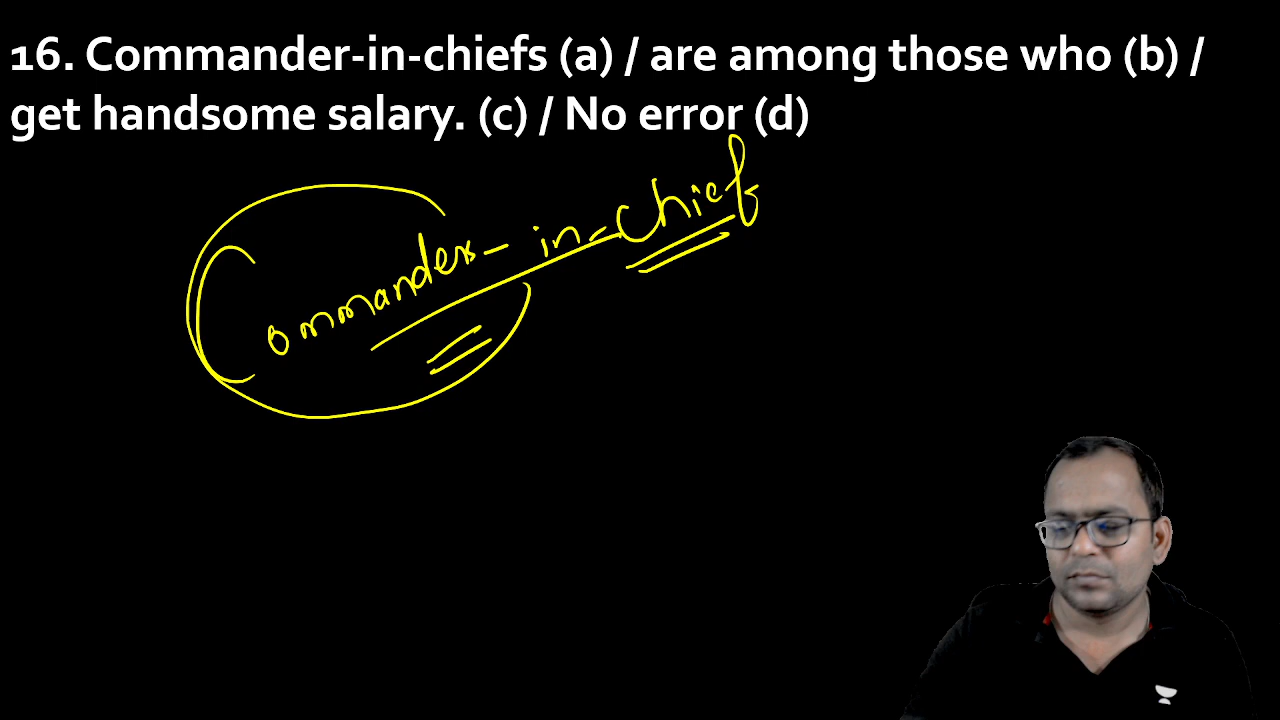 16. Commander-in-chiefs (a) / are among those who (b) /
get handsome salary. (c) / No error (d)
Commanders-in-chief